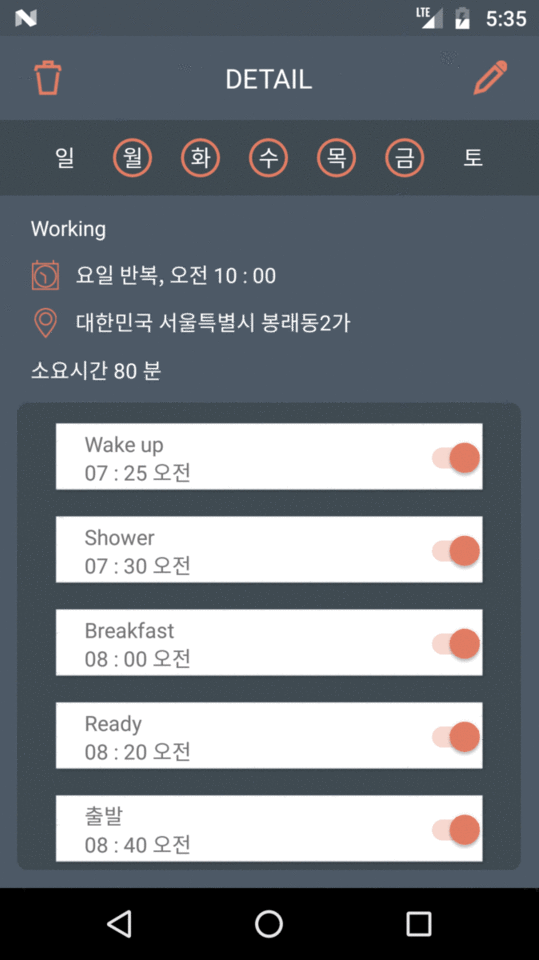 LTE 5:35
DETAIL
일 월 화 수 목 금 토
Working
요일 반복, 오전 10 : 00
대한민국 서울특별시 봉래동2가
소요시간 80 분
Wake up
07 : 25 오전
Shower
07 : 30 오전
Breakfast
08 : 00 오전
Ready
08 : 20 오전
출발
08 : 40 오전